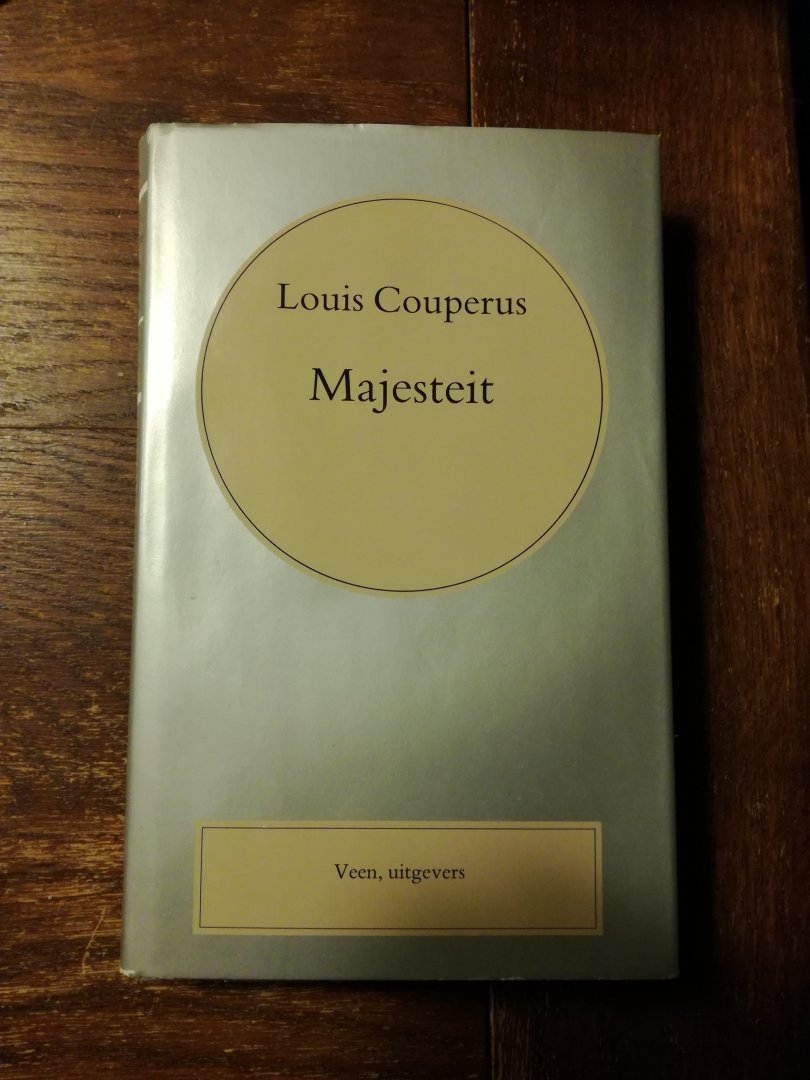 Louis Couperus
Majesteit
Veen, uitgevers